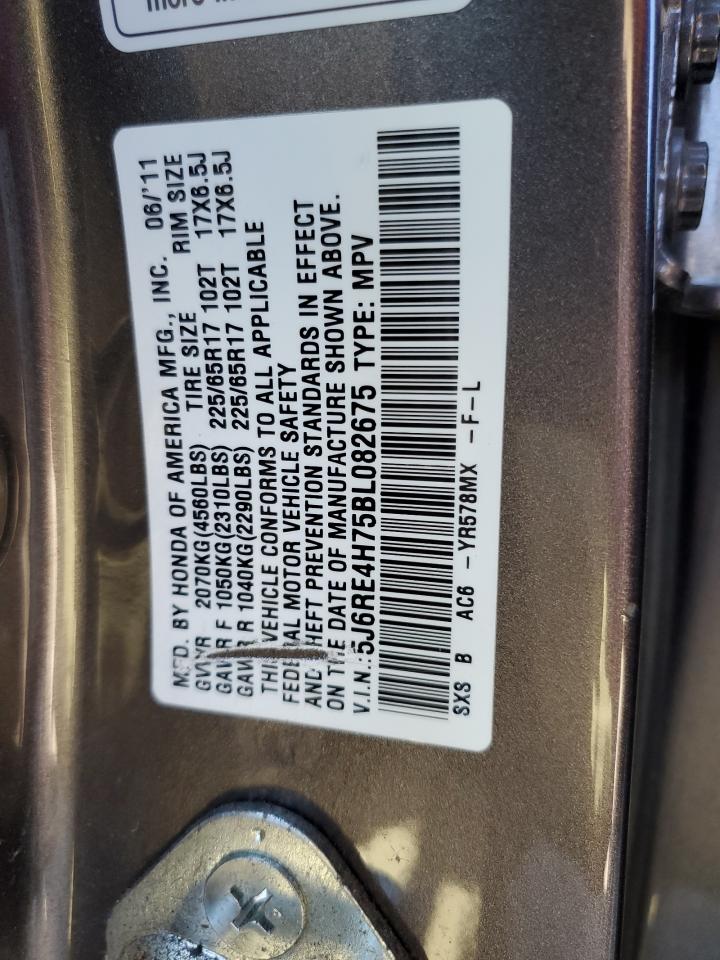 MFD. BY HONDA OF AMERICA MFG., INC. 06/'11
GVWR 2070KG(4560LBS) TIRE SIZE RIM SIZE
GAWR F 1050KG(2310LBS) 225/65R17 102T 17X6.5J
GAWR R 1040KG(2290LBS) 225/65R17 102T 17X6.5J
THIS VEHICLE CONFORMS TO ALL APPLICABLE
FEDERAL MOTOR VEHICLE SAFETY
AND THEFT PREVENTION STANDARDS IN EFFECT
ON THE DATE OF MANUFACTURE SHOWN ABOVE.
V.I.N.:5J6RE4H75BL082675 TYPE: MPV
SXS B AC6 -YR578MX -F-L